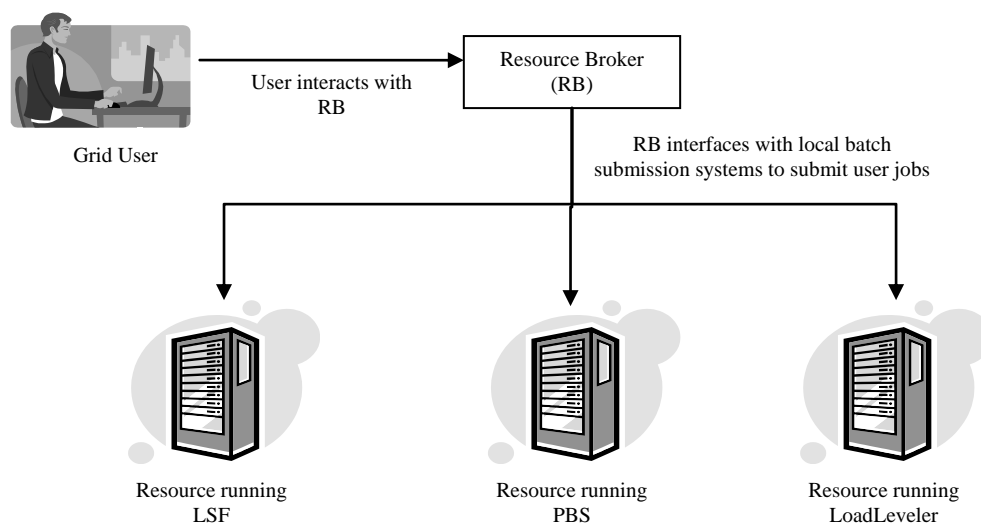 Resource Broker
(RB)
User interacts with
RB
Grid User
RB interfaces with local batch
submission systems to submit user jobs
Resource running
LSF
Resource running
PBS
Resource running
LoadLeveler